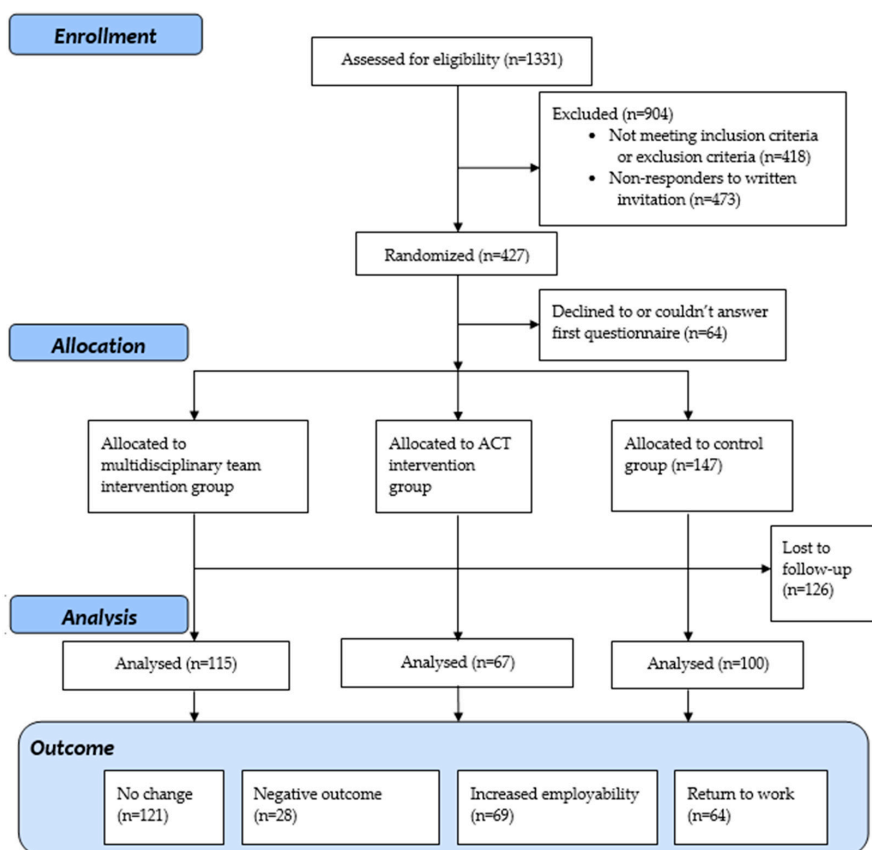 Enrollment
Assessed for eligibility (n=1331)
Excluded (n=904)
• Not meeting inclusion criteria
or exclusion criteria (n=418)
• Non-responders to written
invitation (n=473)
Randomized (n=427)
Declined to or couldn't answer
first questionnaire (n=64)
Allocation
Allocated to
multidisciplinary team
intervention group
Allocated to ACT
intervention
group
Allocated to control
group (n=147)
Lost to
follow-up
(n=126)
Analysis
Analysed (n=115)
Analysed (n=67)
Analysed (n=100)
Outcome
No change
(n=121)
Negative outcome
(n=28)
Increased employability
(n=69)
Return to work
(n=64)